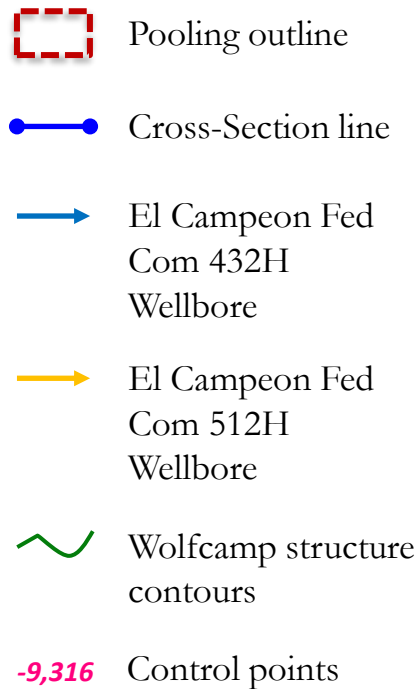 Pooling outline
Cross-Section line
El Campeon Fed
Com 432H
Wellbore
El Campeon Fed
Com 512H
Wellbore
Wolfcamp structure
contours
-9,316 Control points